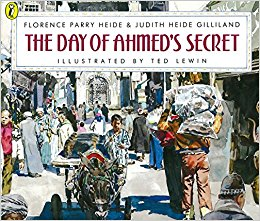 FLORENCE PARRY HEIDE & JUDITH HEIDE GILLILAND
THE DAY OF AHMED'S SECRET
ILLUSTRATED BY TED LEWIN